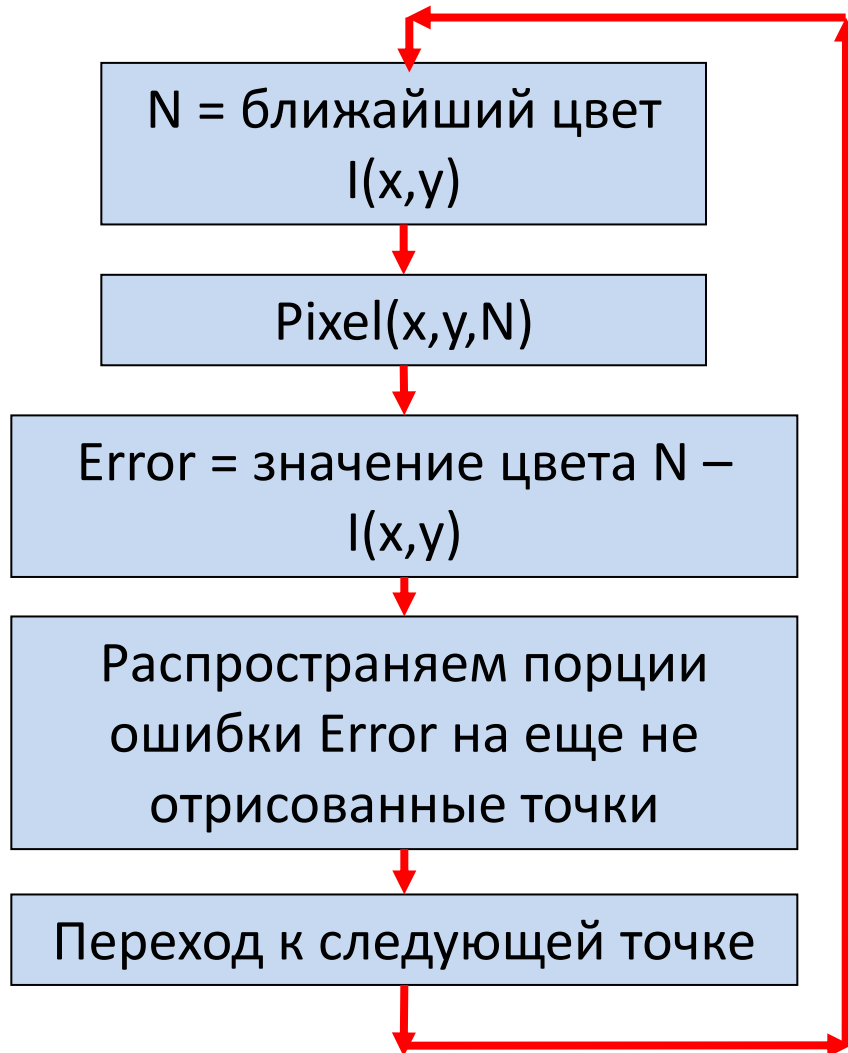 N = ближайший цвет
I(x,y)
Pixel(x,y,N)
Error = значение цвета N –
I(x,y)
Распространяем порции
ошибки Error на еще не
отрисованные точки
Переход к следующей точке